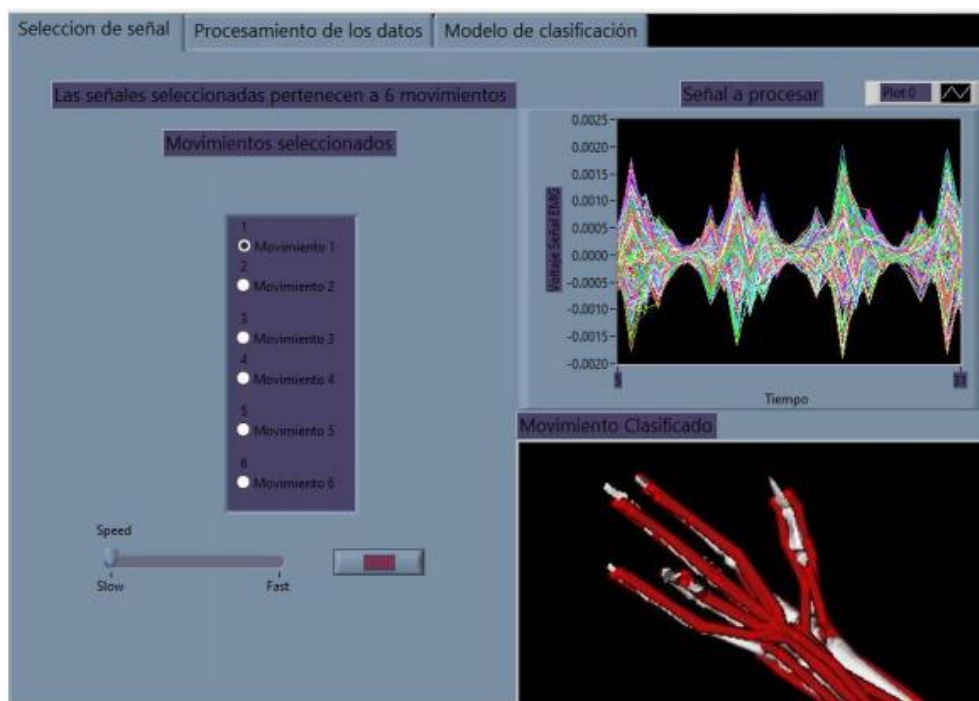 Seleccion de señal
Procesamiento de los datos
Modelo de clasificación
Las señales seleccionadas pertenecen a 6 movimientos
Movimientos seleccionados
1
Movimiento 1
2
Movimiento 2
3
Movimiento 3
4
Movimiento 4
5
Movimiento 5
6
Movimiento 6
Speed
Slow
Fast
Señal a procesar
Plot 0
Voltaje Señal EMG
0.0025
0.0020
0.0015
0.0010
0.0005
0.0000
-0.0005
-0.0010
-0.0015
-0.0020
Tiempo
Movimiento Clasificado